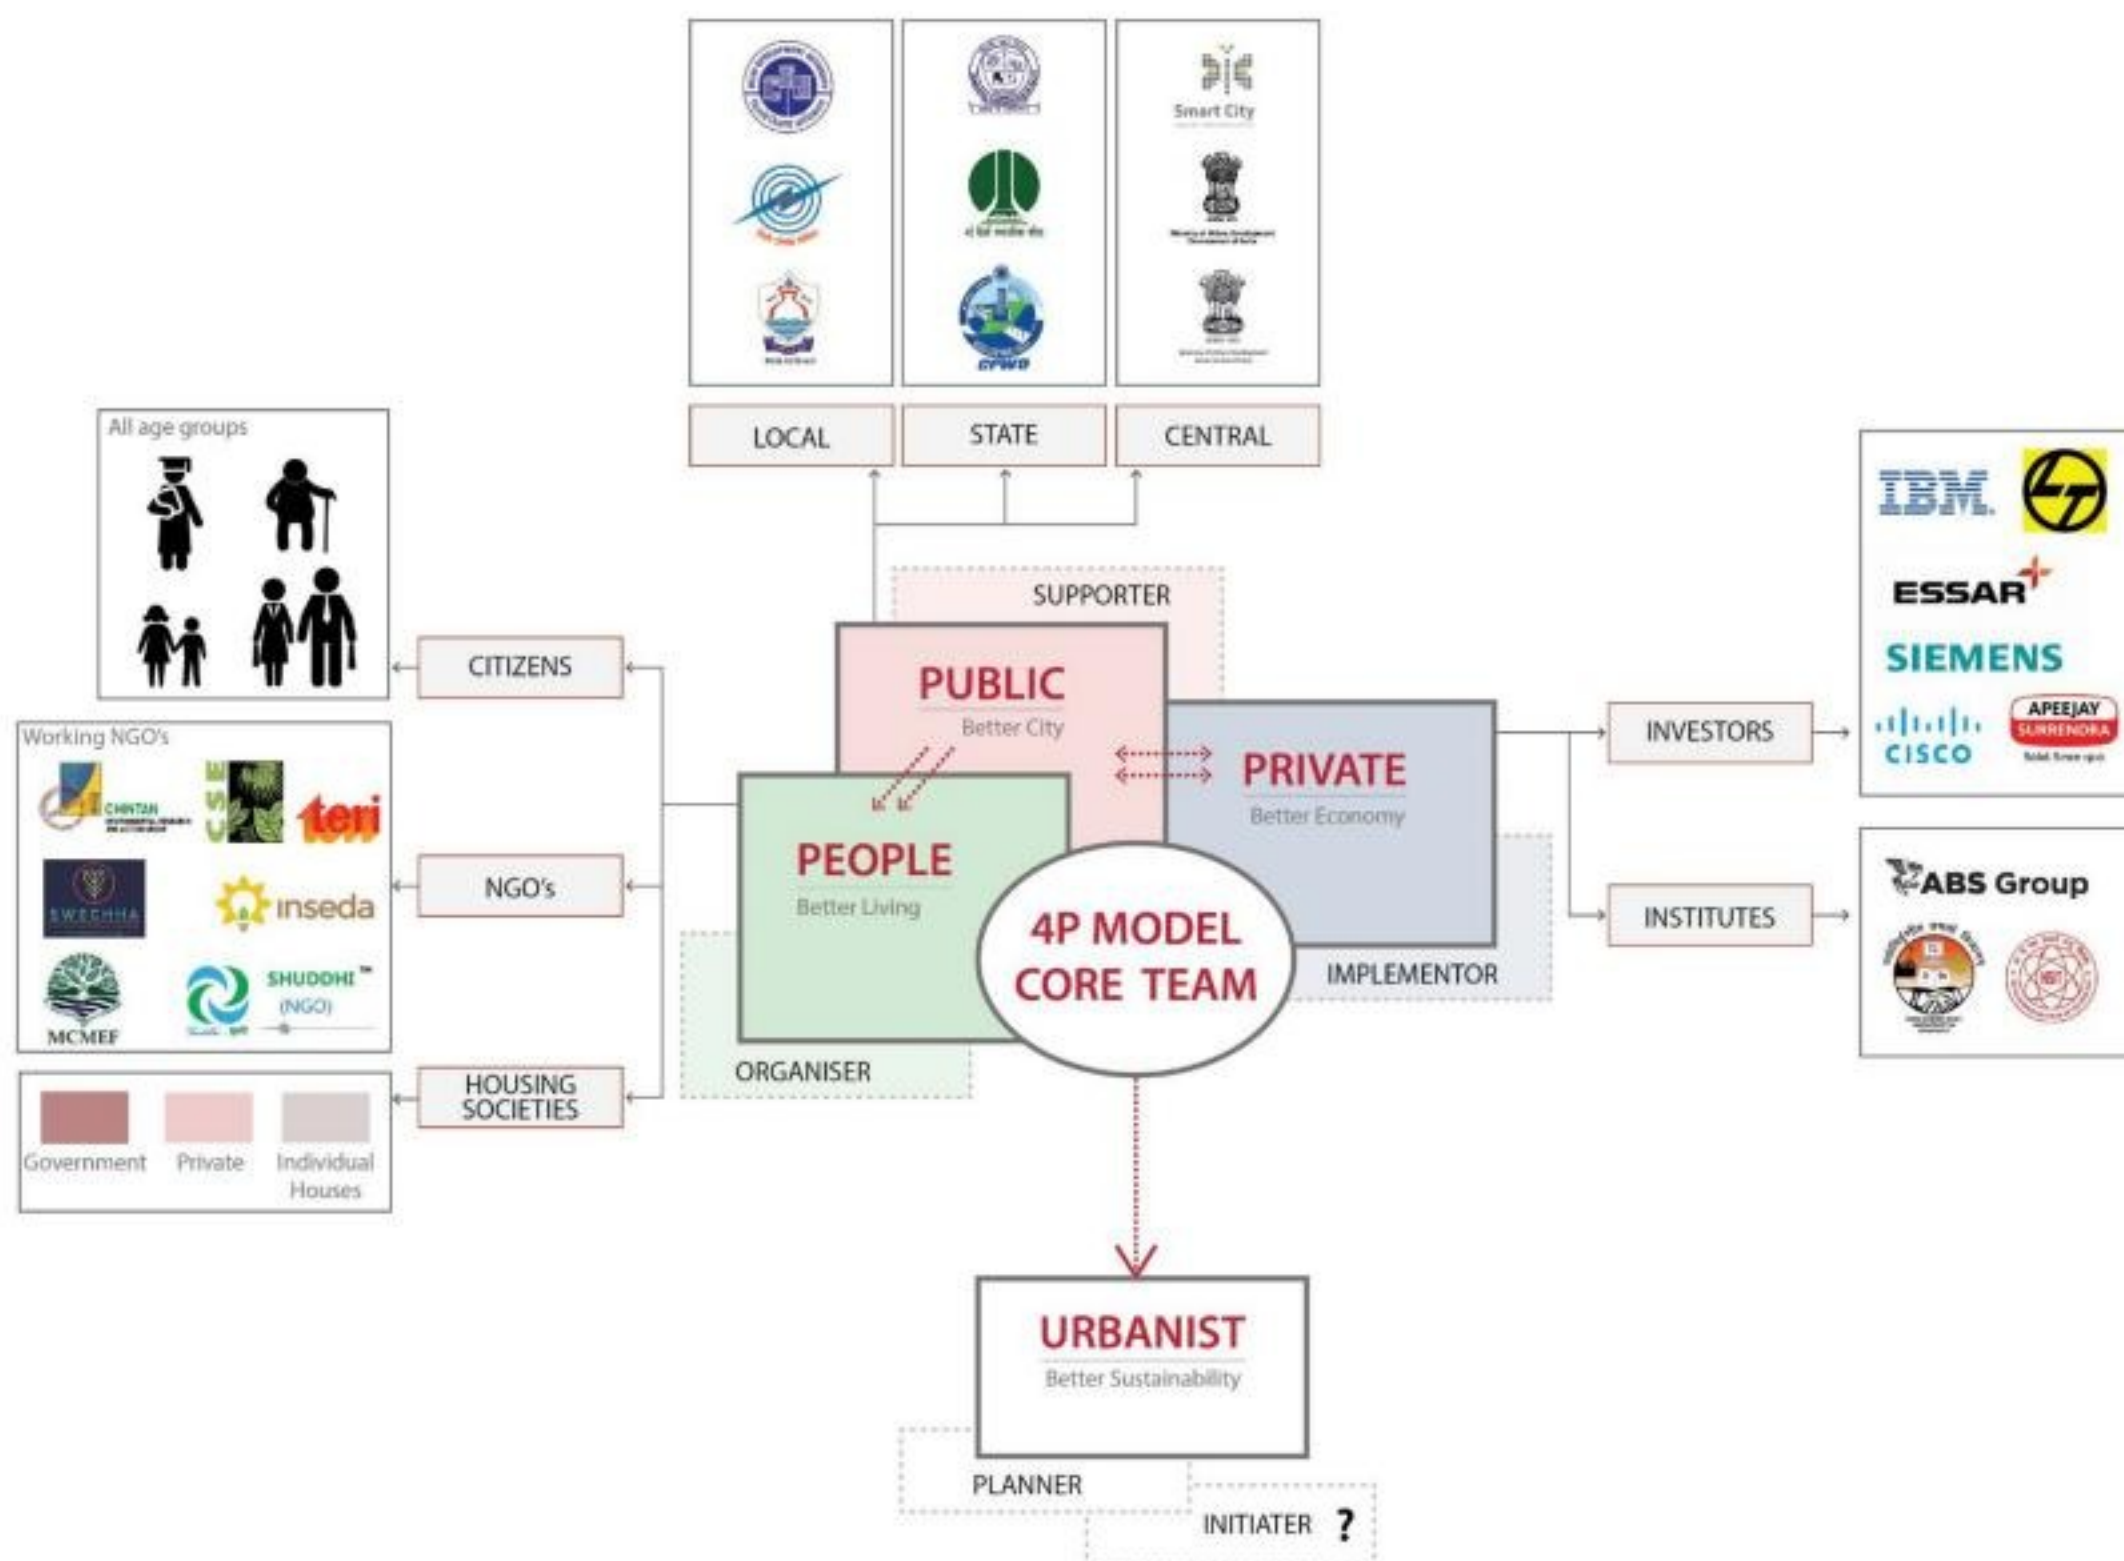 Smart City
LOCAL
STATE
CENTRAL
CPWD
All age groups
CITIZENS
Working NGO's
CHINTAN
CSE
teri
SWECHHA
inseda
MCMEF
SHUDDHI ™
(NGO)
NGO's
HOUSING
SOCIETIES
Government
Private
Individual
Houses
SUPPORTER
PUBLIC
Better City
PRIVATE
Better Economy
PEOPLE
Better Living
4P MODEL
CORE TEAM
IMPLEMENTOR
ORGANISER
INVESTORS
IBM
LT
ESSAR
SIEMENS
CISCO
APEEJAY
SURRENDRA
INSTITUTES
ABS Group
URBANIST
Better Sustainability
PLANNER
INITIATER ?